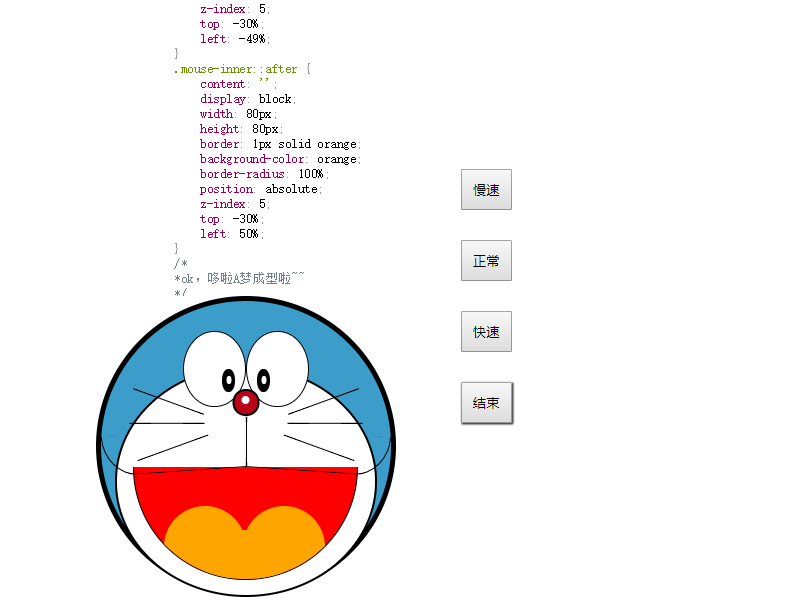 z-index: 5;
top: -30%;
left: -49%;
}
.mouse-inner::after {
content: '';
display: block;
width: 80px;
height: 80px;
border: 1px solid orange;
background-color: orange;
border-radius: 100%;
position: absolute;
z-index: 5;
top: -30%;
left: 50%;
}
/*
*ok，哆啦A梦成型啦~~
*/
慢速
正常
快速
结束